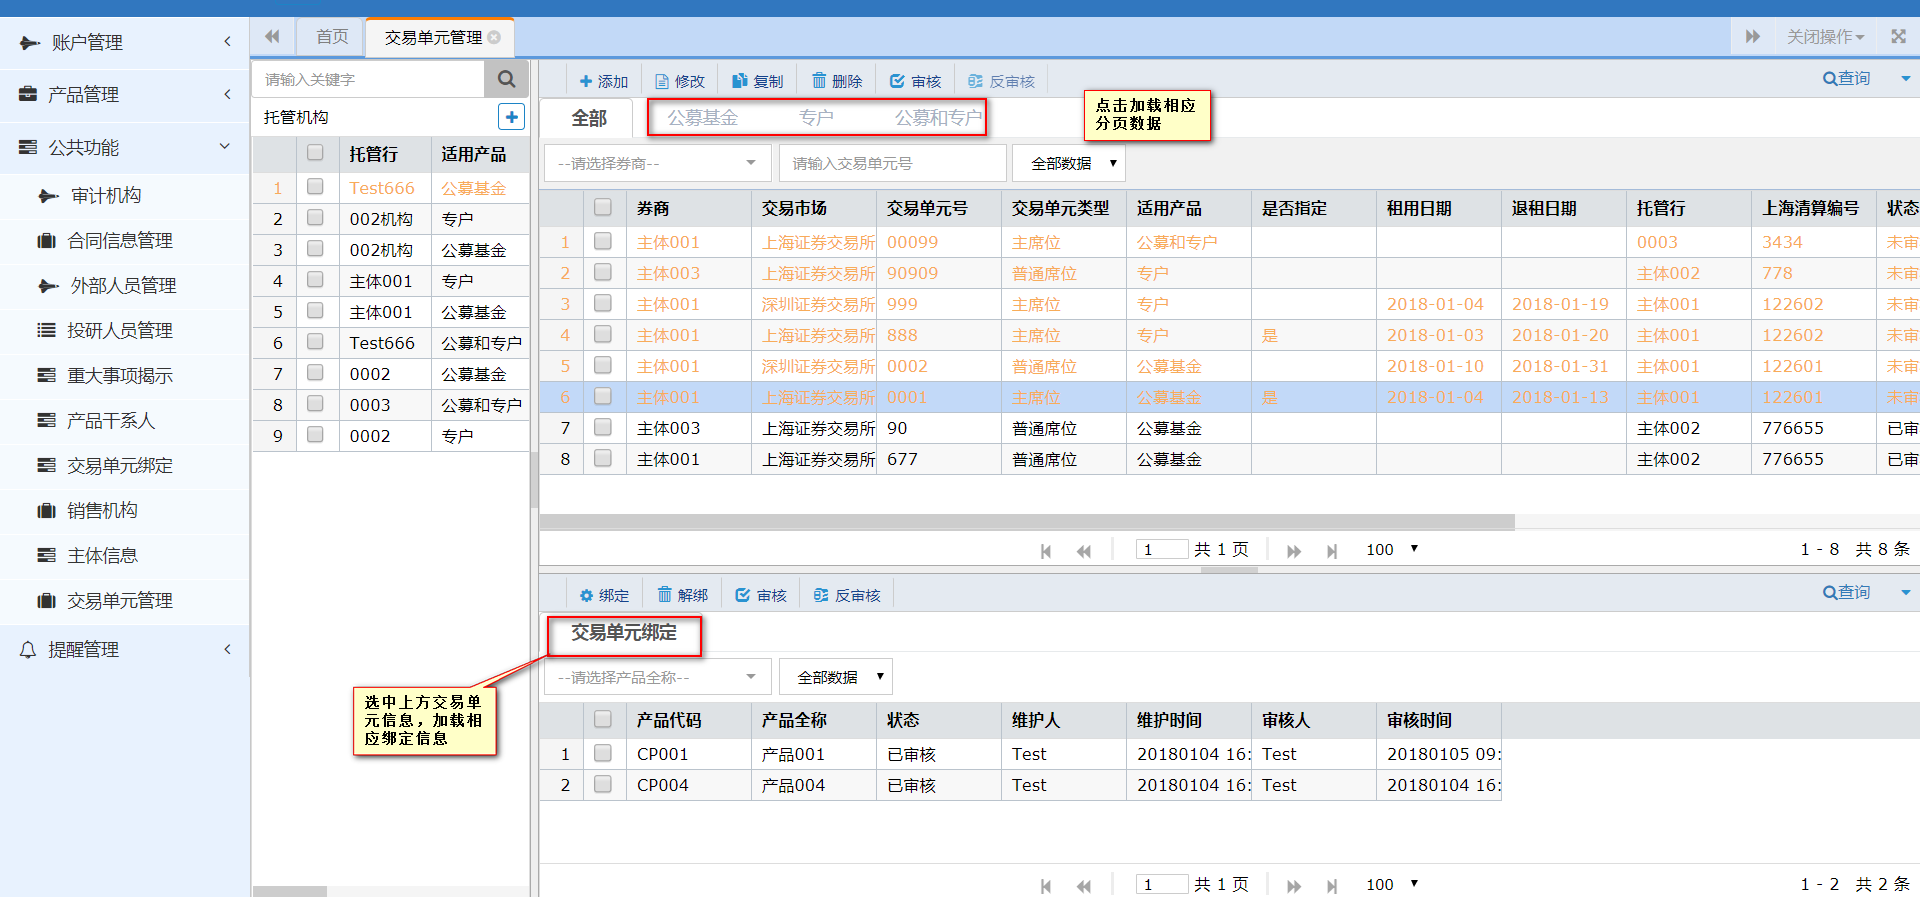 账户管理
产品管理
公共功能
审计机构
合同信息管理
外部人员管理
投研人员管理
重大事项揭示
产品干系人
交易单元绑定
销售机构
主体信息
交易单元管理
提醒管理
首页 交易单元管理 关闭操作
请输入关键字
托管机构
托管行 适用产品
1 Test666 公募基金
2 002机构 专户
3 002机构 公募基金
4 主体001 专户
5 主体001 公募基金
6 Test666 公募和专户
7 0002 公募基金
8 0003 公募和专户
9 0002 专户
添加 修改 复制 删除 审核 反审核 查询
全部 公募基金 专户 公募和专户
点击加载相应
分页数据
--请选择券商-- 请输入交易单元号 全部数据
券商 交易市场 交易单元号 交易单元类型 适用产品 是否指定 租用日期 退租日期 托管行 上海清算编号 状态
1 主体001 上海证券交易所 00099 主席位 公募和专户 0003 3434 未审
2 主体003 上海证券交易所 90909 普通席位 专户 主体002 778 未审
3 主体001 深圳证券交易所 999 主席位 专户 2018-01-04 2018-01-19 主体001 122602 未审
4 主体001 上海证券交易所 888 主席位 专户 是 2018-01-03 2018-01-20 主体001 122602 未审
5 主体001 深圳证券交易所 0002 普通席位 公募基金 2018-01-10 2018-01-31 主体001 122601 未审
6 主体001 上海证券交易所 0001 主席位 公募基金 是 2018-01-04 2018-01-13 主体001 122601 未审
7 主体003 上海证券交易所 90 普通席位 公募基金 主体002 776655 已审
8 主体001 上海证券交易所 677 普通席位 公募基金 主体002 776655 已审
1 共 1 页 100 1 - 8 共 8 条
绑定 解绑 审核 反审核 查询
交易单元绑定
选中上方交易单
元信息，加载相
应绑定信息
--请选择产品全称-- 全部数据
产品代码 产品全称 状态 维护人 维护时间 审核人 审核时间
1 CP001 产品001 已审核 Test 20180104 16: Test 20180105 09:
2 CP004 产品004 已审核 Test 20180104 16: Test 20180104 16:
1 共 1 页 100 1 - 2 共 2 条